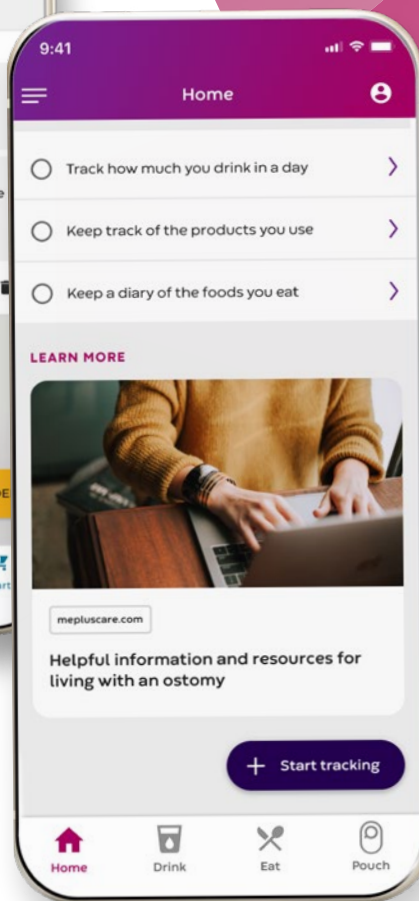 9:41
Home
Track how much you drink in a day
Keep track of the products you use
Keep a diary of the foods you eat
LEARN MORE
mepluscare.com
Helpful information and resources for
living with an ostomy
+ Start tracking
Home
Drink
Eat
Pouch